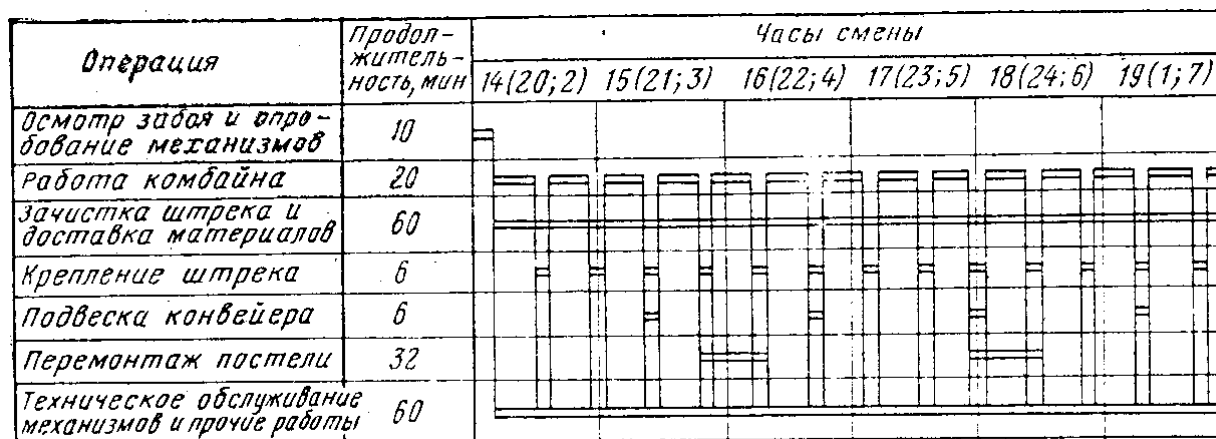 Операция
Продол-
житель-
ность, мин
Часы смены
14(20; 2) 15(21; 3) 16(22; 4) 17(23; 5) 18(24; 6) 19(1; 7)
Осмотр забоя и опро-
бование механизмов
10
Работа комбайна
20
Зачистка штрека и
доставка материалов
60
Крепление штрека
6
Подвеска конвейера
6
Перемонтаж постели
32
Техническое обслуживание
механизмов и прочие работы
60